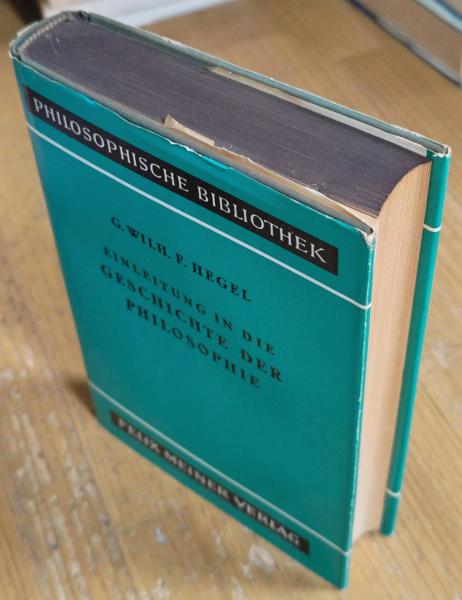 PHILOSOPHISCHE BIBLIOTHEK
G. WILH. F. HEGEL
EINLEITUNG IN DIE
GESCHICHTE DER
PHILOSOPHIE
FELIX MEINER VERLAG